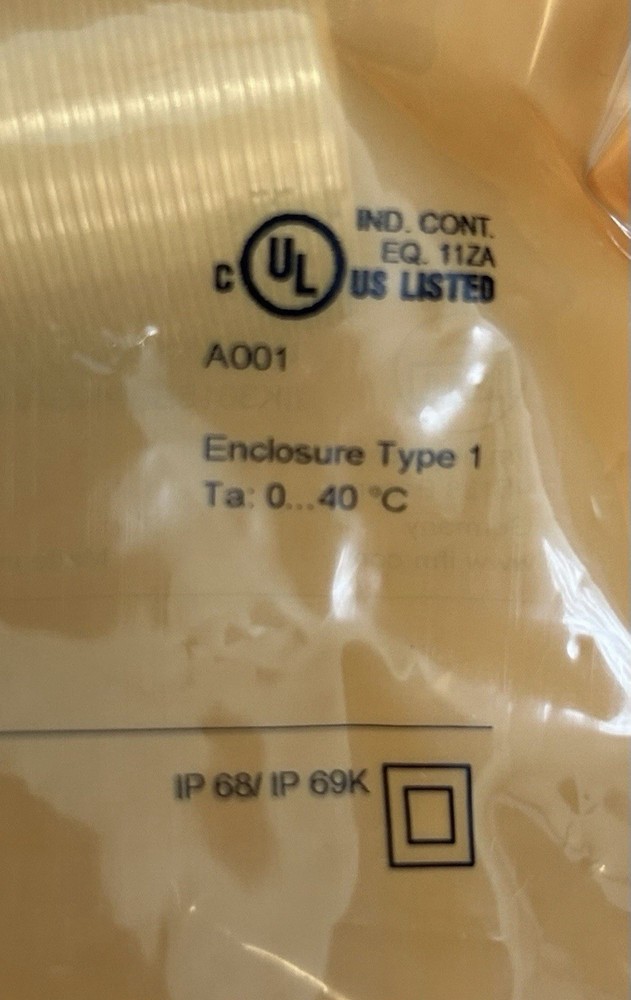 IND. CONT.
EQ. 11ZA
C UL US LISTED
A001
Enclosure Type 1
Ta: 0...40 °C
IP 68/ IP 69K